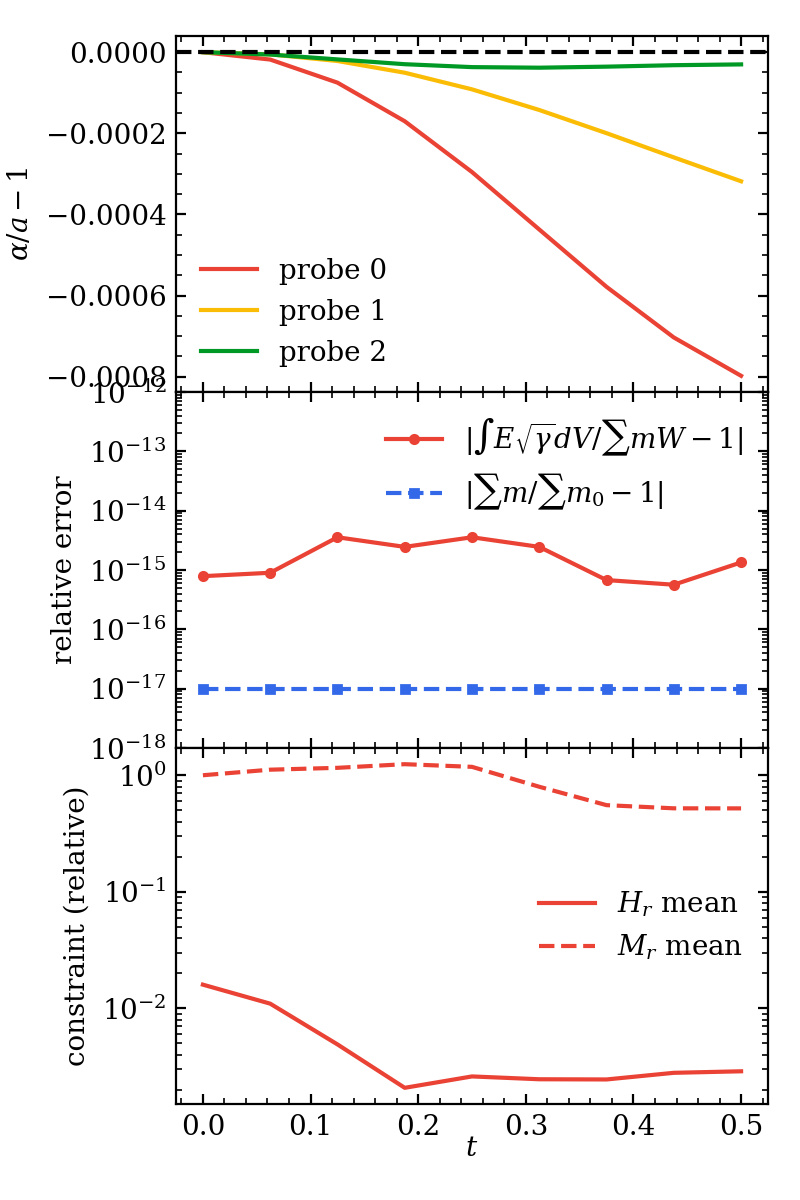 0.0000
−0.0002
−0.0004
−0.0006
−0.0008
α/a − 1
probe 0
probe 1
probe 2
10⁻¹²
10⁻¹³
10⁻¹⁴
10⁻¹⁵
10⁻¹⁶
10⁻¹⁷
10⁻¹⁸
relative error
|∫E√γdV/∑mW − 1|
|∑m/∑m₀ − 1|
10⁰
10⁻¹
10⁻²
constraint (relative)
Hᵣ mean
Mᵣ mean
0.0 0.1 0.2 0.3 0.4 0.5
t